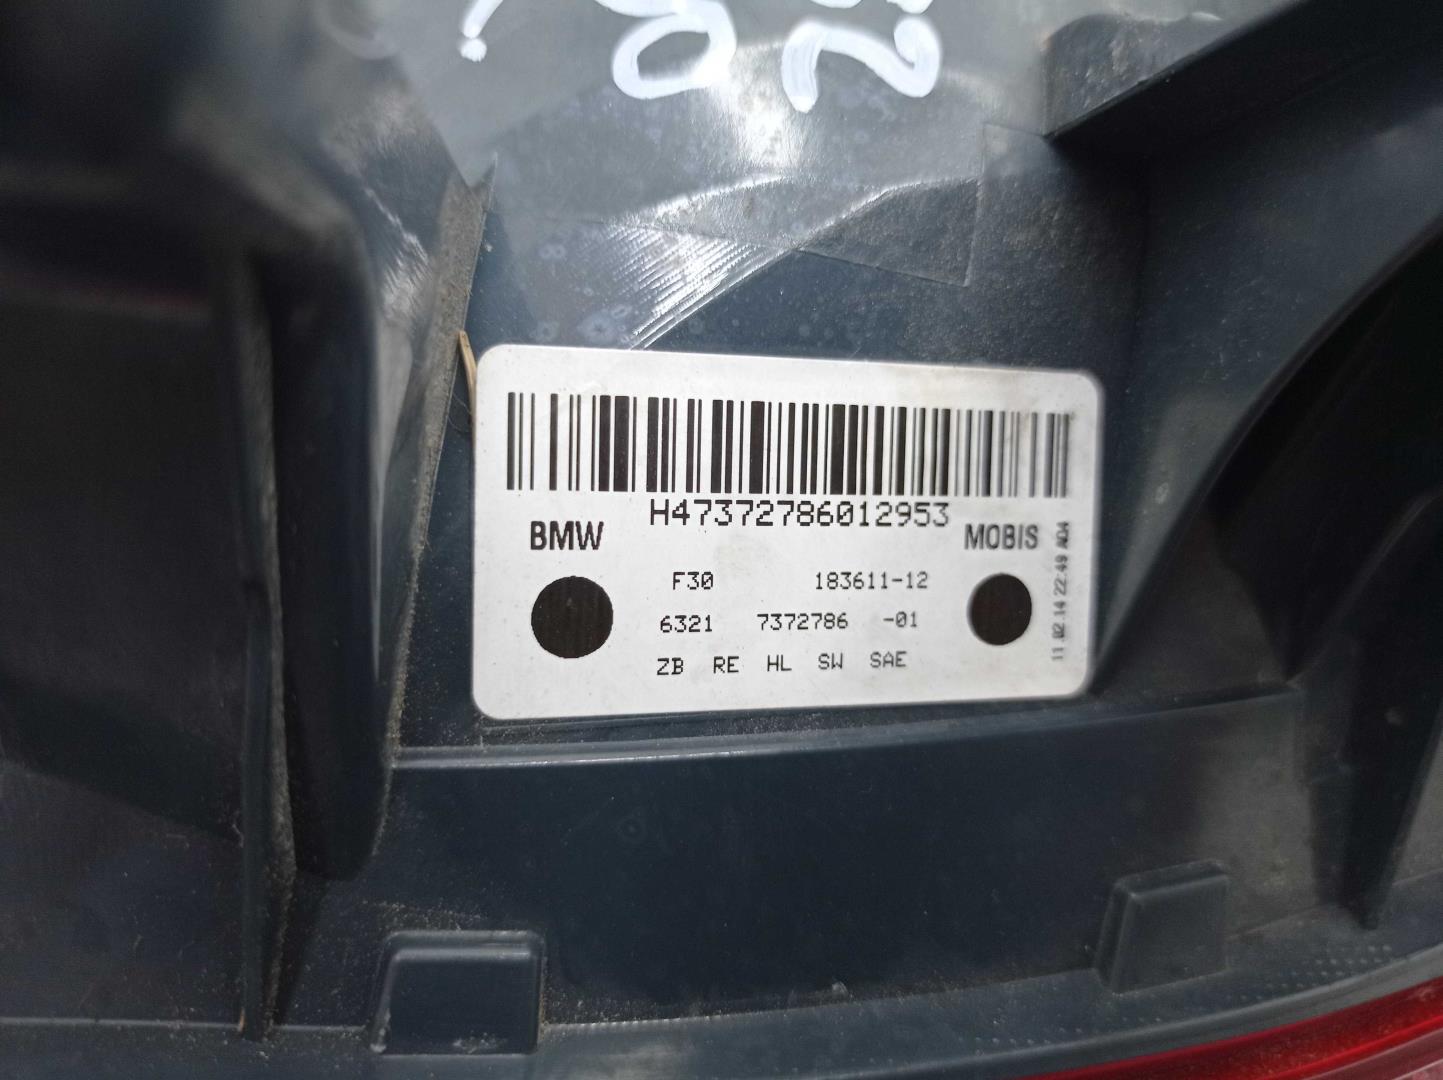 H47372786012953
BMW
MOBIS
F30 183611-12
6321 7372786 -01
ZB RE HL SW SAE
11.02.14 22:49 A04